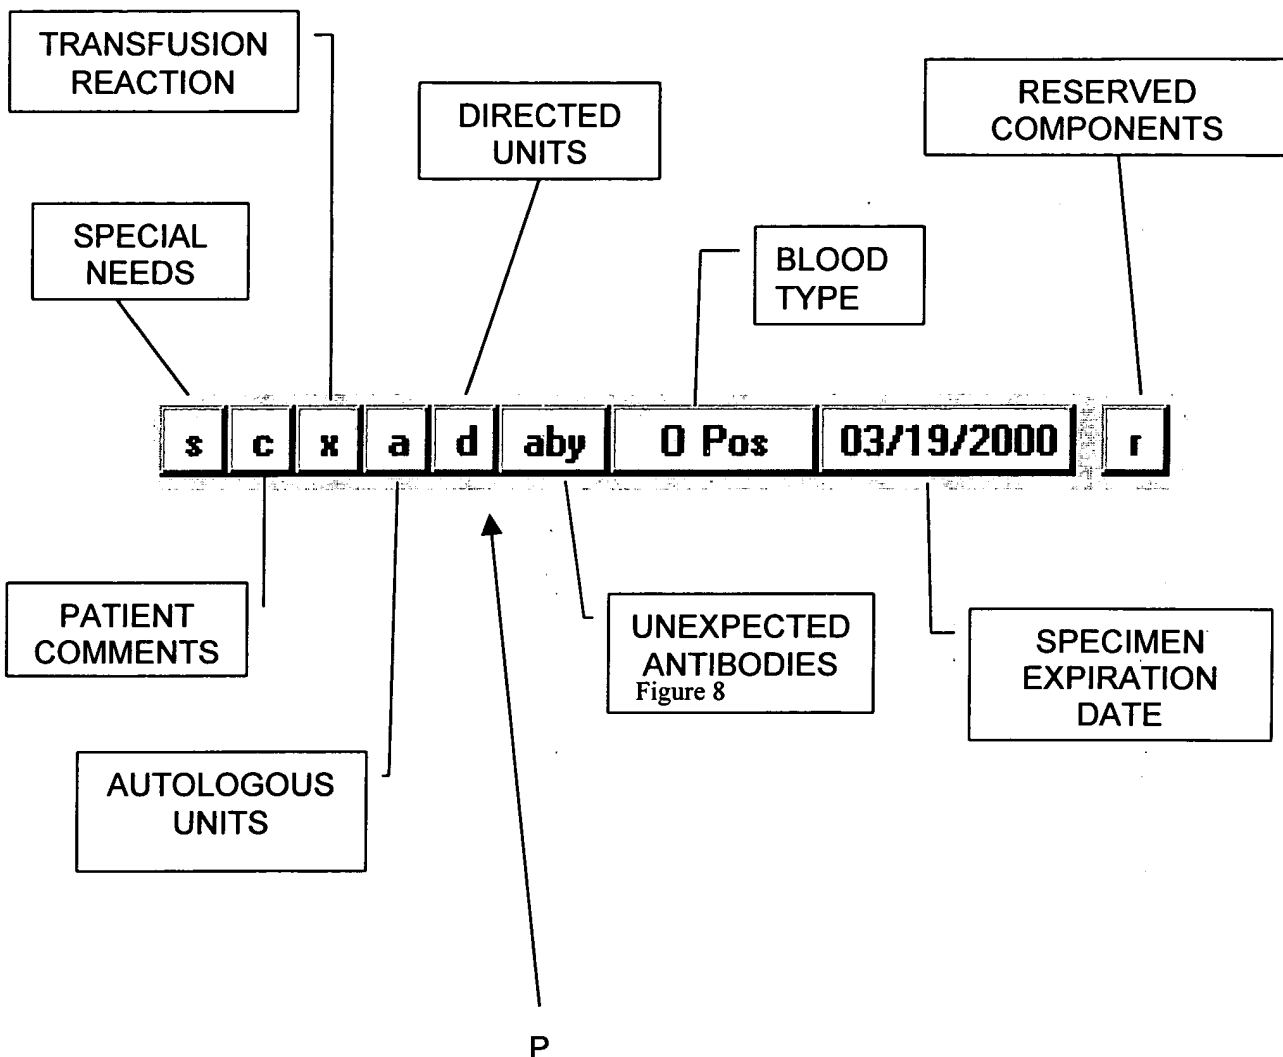 TRANSFUSION
REACTION
DIRECTED
UNITS
RESERVED
COMPONENTS
SPECIAL
NEEDS
BLOOD
TYPE
s c x a d aby O Pos 03/19/2000 r
PATIENT
COMMENTS
UNEXPECTED
ANTIBODIES
Figure 8
SPECIMEN
EXPIRATION
DATE
AUTOLOGOUS
UNITS
P